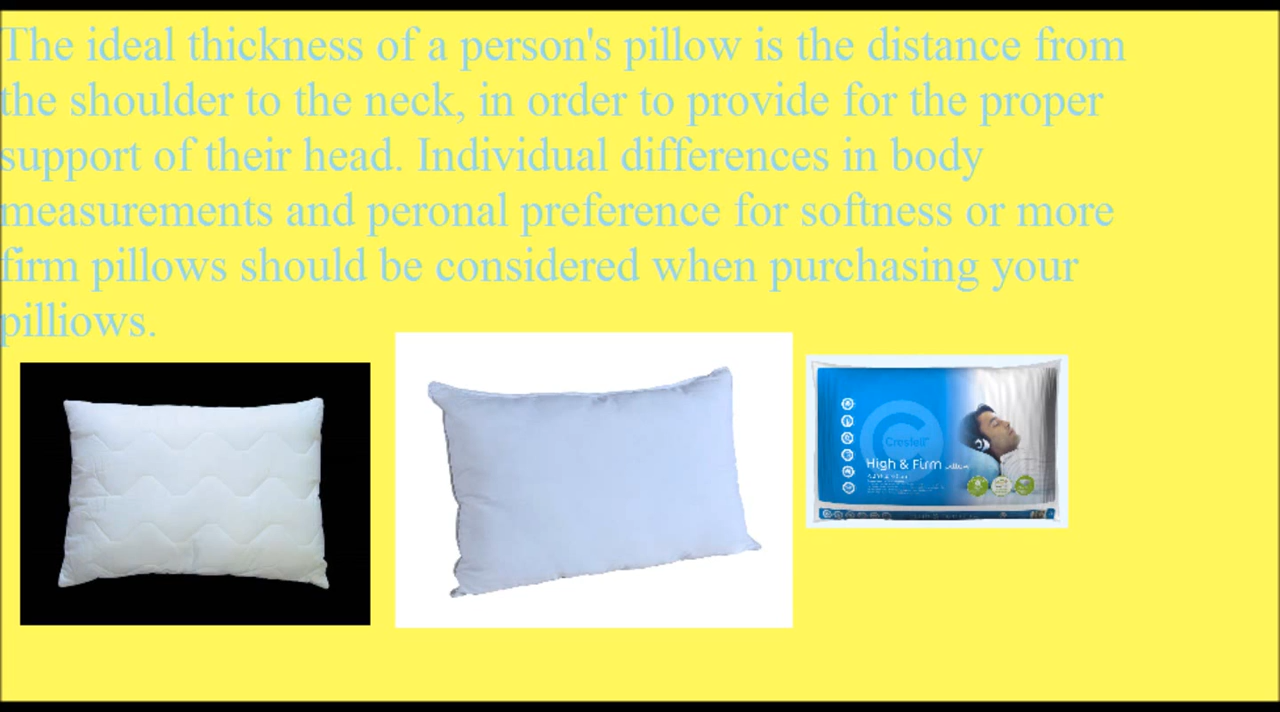 The ideal thickness of a person's pillow is the distance from
the shoulder to the neck, in order to provide for the proper
support of their head. Individual differences in body
measurements and peronal preference for softness or more
firm pillows should be considered when purchasing your
pilliows.
High & Firm